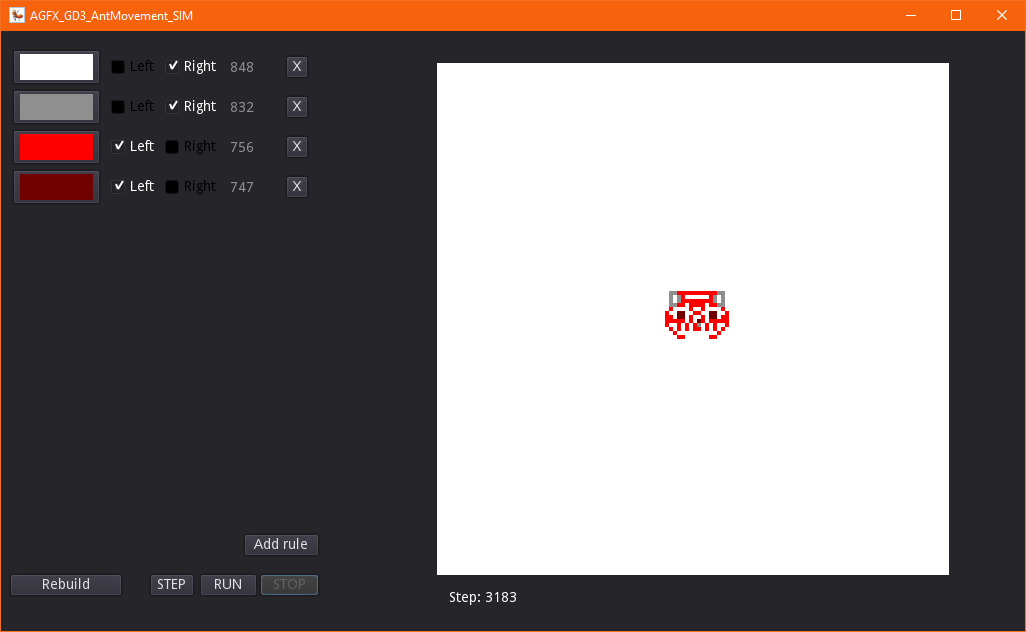 AGFX_GD3_AntMovement_SIM
Left Right 848 X
Left Right 832 X
Left Right 756 X
Left Right 747 X
Add rule
Rebuild STEP RUN STOP
Step: 3183